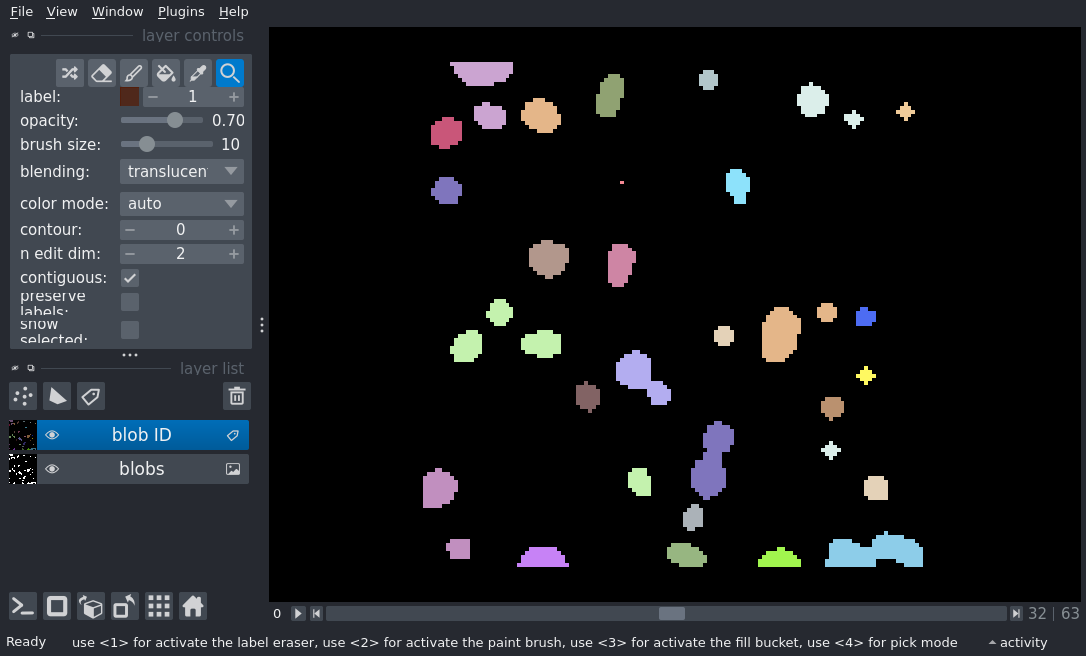 File View Window Plugins Help
layer controls
label: 1
opacity: 0.70
brush size: 10
blending: translucen
color mode: auto
contour: 0
n edit dim: 2
contiguous:
preserve
labels:
show
selected:
layer list
blob ID
blobs
0 32 | 63
Ready use <1> for activate the label eraser, use <2> for activate the paint brush, use <3> for activate the fill bucket, use <4> for pick mode activity